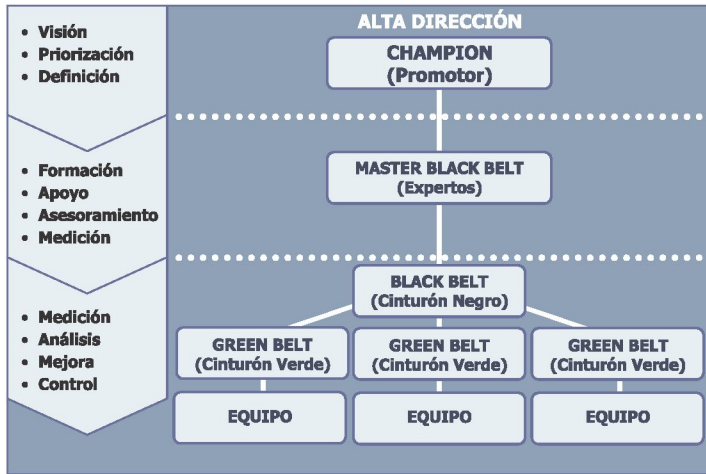 • Visión
• Priorización
• Definición
ALTA DIRECCIÓN
CHAMPION
(Promotor)
• Formación
• Apoyo
• Asesoramiento
• Medición
MASTER BLACK BELT
(Expertos)
• Medición
• Análisis
• Mejora
• Control
BLACK BELT
(Cinturón Negro)
GREEN BELT
(Cinturón Verde)
GREEN BELT
(Cinturón Verde)
GREEN BELT
(Cinturón Verde)
EQUIPO
EQUIPO
EQUIPO